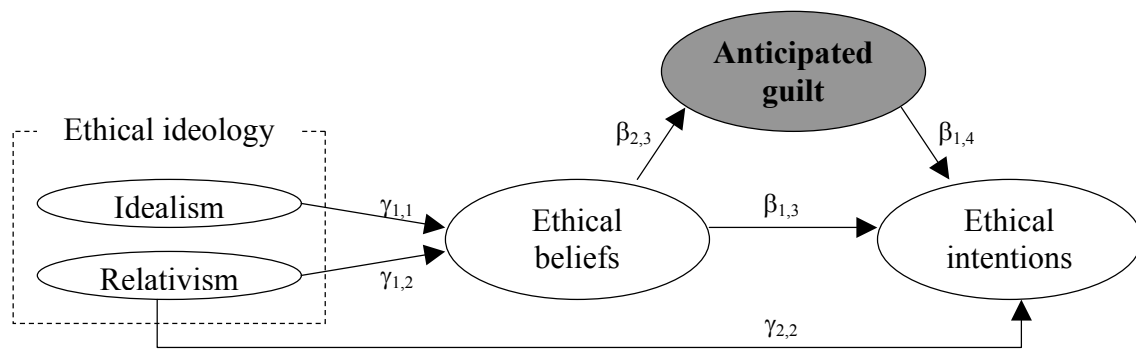 Anticipated
guilt
Ethical ideology
β2,3
β1,4
Idealism
γ1,1
Ethical
beliefs
β1,3
Ethical
intentions
Relativism
γ1,2
γ2,2